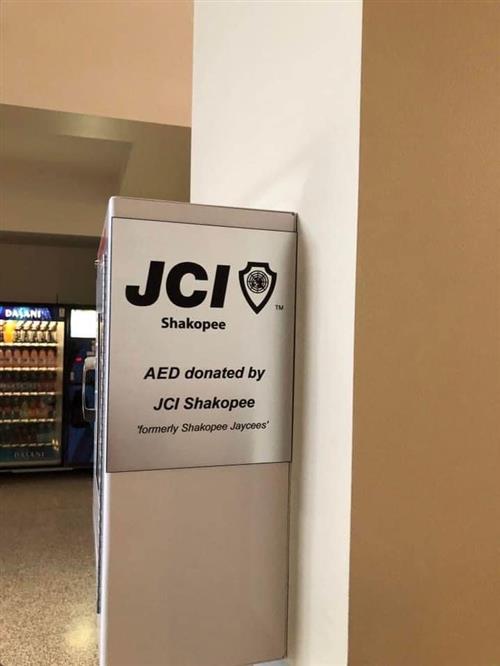 DASANI
JCI
TM
Shakopee
AED donated by
JCI Shakopee
'formerly Shakopee Jaycees'
DASANI